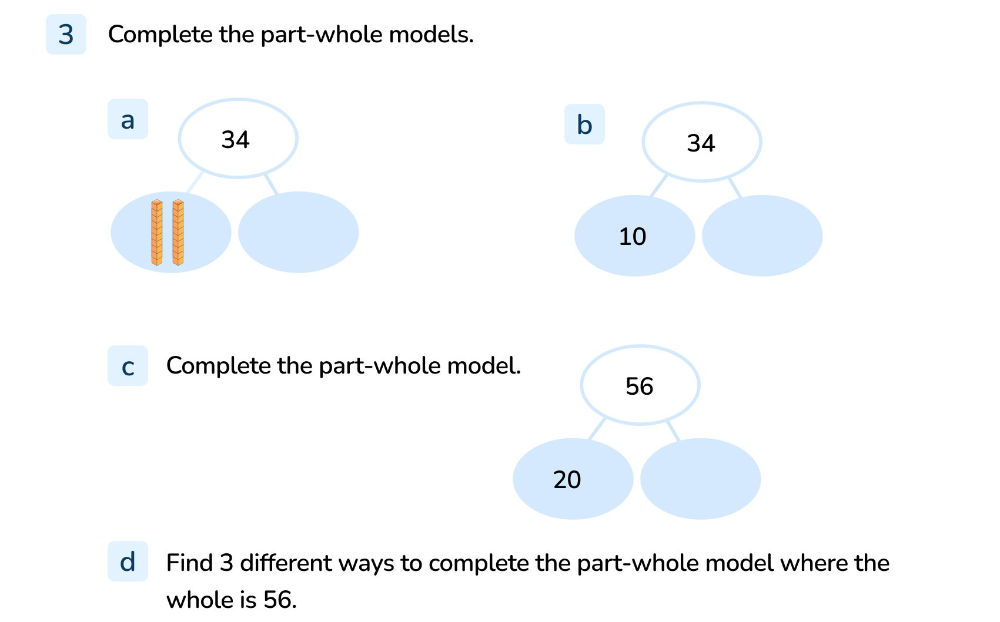 3 Complete the part-whole models.
a
34
b
34
10
c Complete the part-whole model.
56
20
d Find 3 different ways to complete the part-whole model where the
whole is 56.